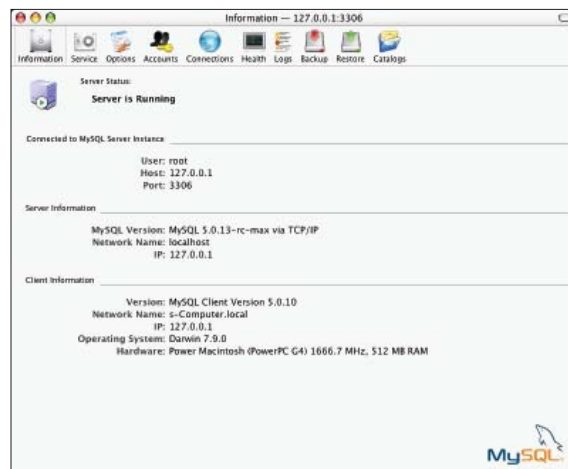 Information — 127.0.0.1:3306
Information Service Options Accounts Connections Health Logs Backup Restore Catalogs
Server Status:
Server is Running
Connected to MySQL Server Instance
User: root
Host: 127.0.0.1
Port: 3306
Server Information
MySQL Version: MySQL 5.0.13-rc-max via TCP/IP
Network Name: localhost
IP: 127.0.0.1
Client Information
Version: MySQL Client Version 5.0.10
Network Name: s-Computer.local
IP: 127.0.0.1
Operating System: Darwin 7.9.0
Hardware: Power Macintosh (PowerPC G4) 1666.7 MHz, 512 MB RAM
MySQL